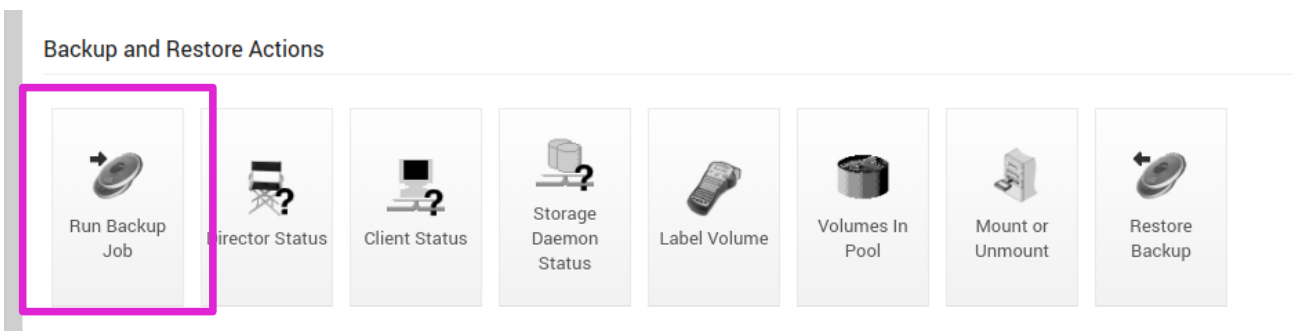 Backup and Restore Actions
Run Backup
Job
Director Status
Client Status
Storage
Daemon
Status
Label Volume
Volumes In
Pool
Mount or
Unmount
Restore
Backup